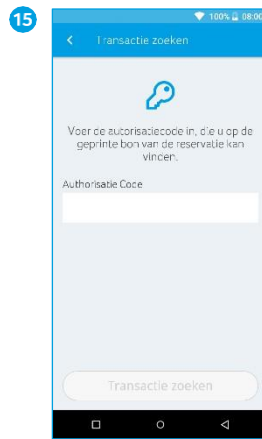 15
100% 08:00
Transactie zoeken
Voer de autorisatiecode in, die u op de
geprinte bon van de reservatie kan
vinden.
Authorisatie Code
Transactie zoeken